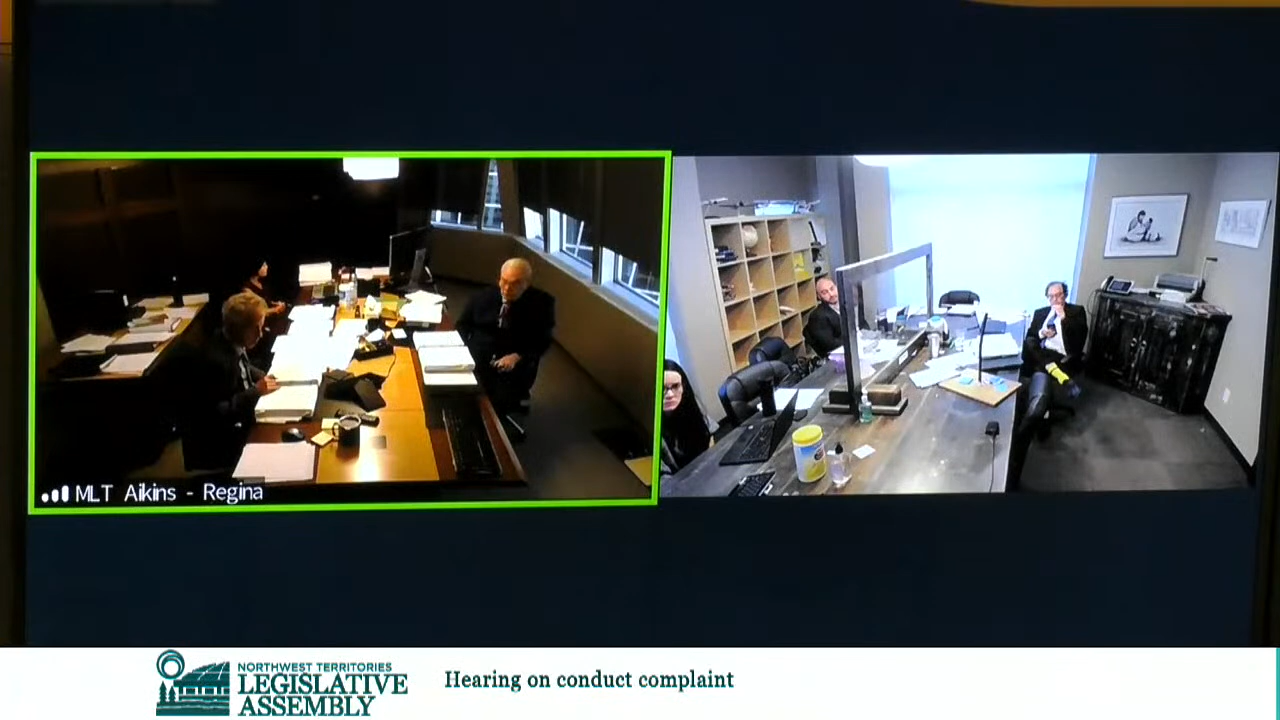 MLT Aikins - Regina
NORTHWEST TERRITORIES
LEGISLATIVE
ASSEMBLY
Hearing on conduct complaint